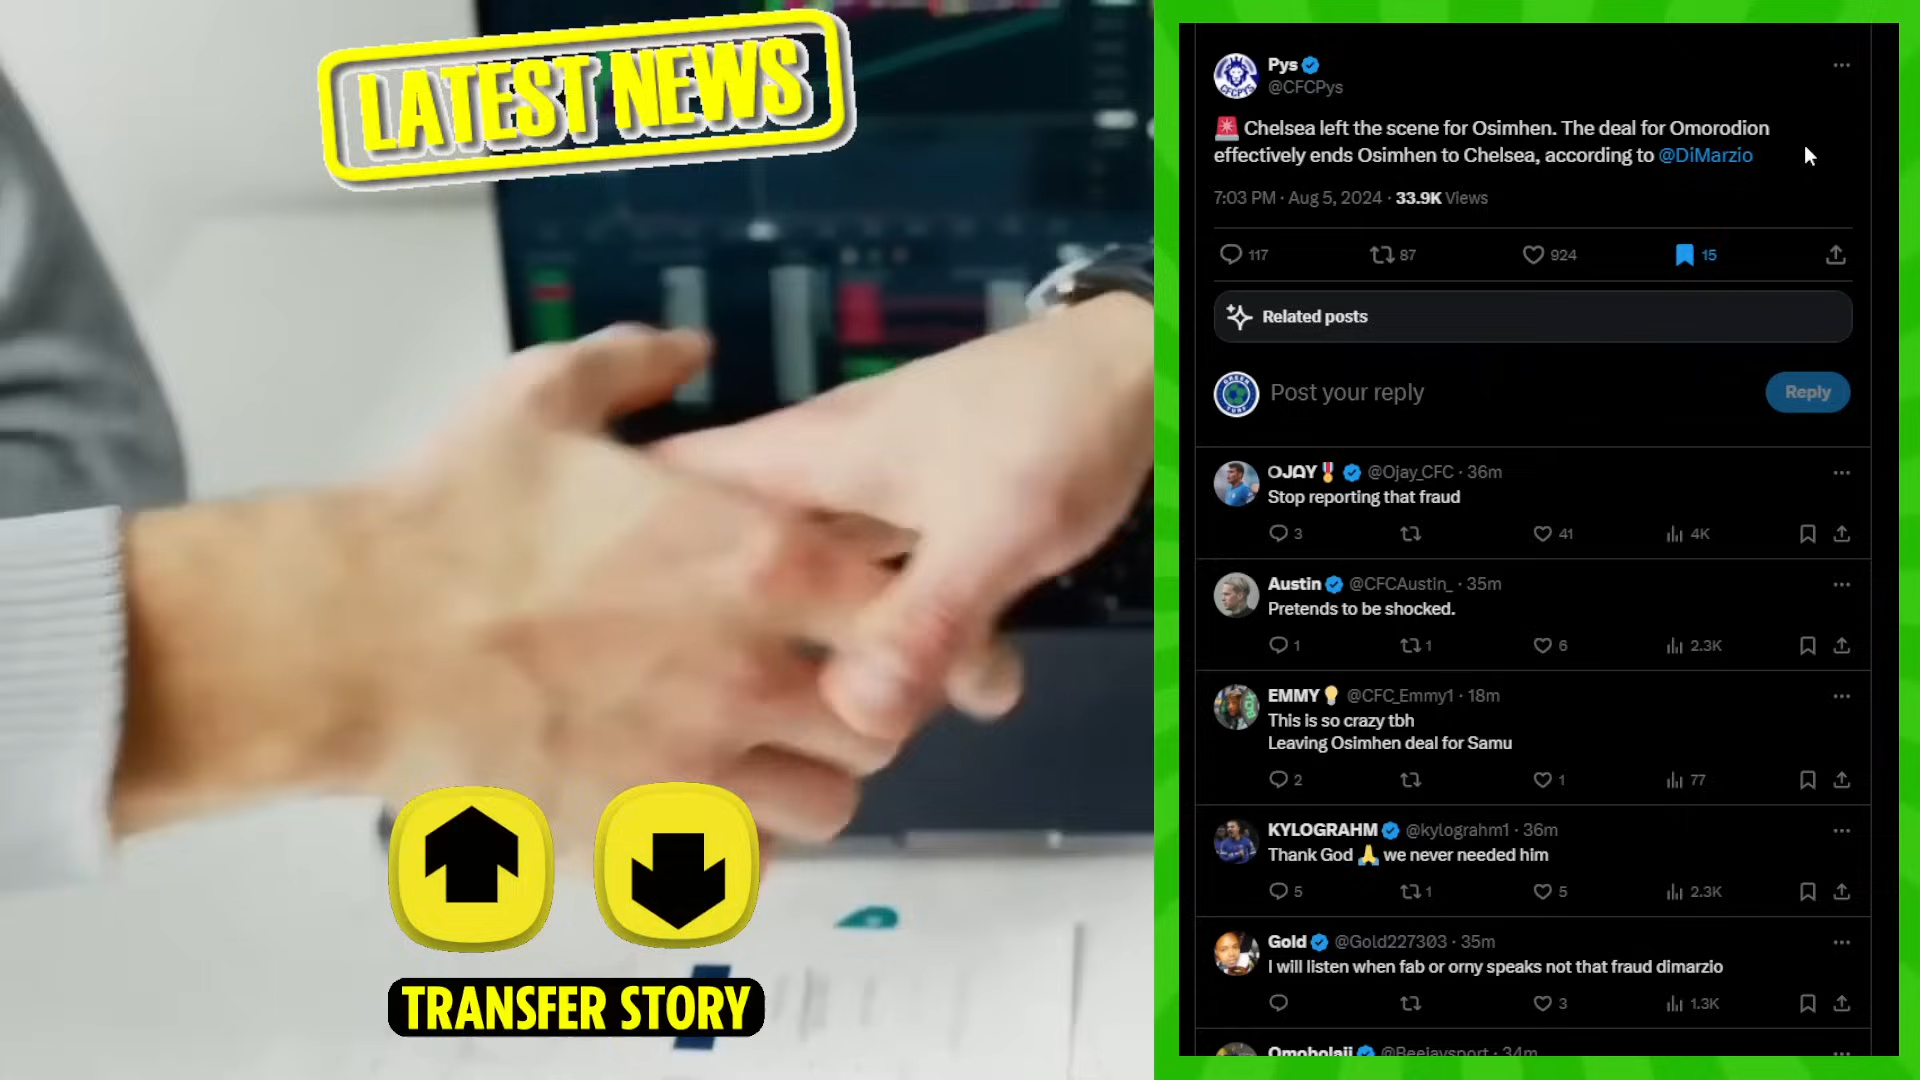 LATEST NEWS
TRANSFER STORY
Pys
@CFCPys
Chelsea left the scene for Osimhen. The deal for Omorodion
effectively ends Osimhen to Chelsea, according to @DiMarzio
7:03 PM · Aug 5, 2024 · 33.9K Views
117 87 924 15
Related posts
Post your reply
Reply
OJAY @Ojay_CFC · 36m
Stop reporting that fraud
3 41 4K
Austin @CFCAustin_ · 35m
Pretends to be shocked.
1 1 6 2.3K
EMMY @CFC_Emmy1 · 18m
This is so crazy tbh
Leaving Osimhen deal for Samu
2 1 77
KYLOGRAHM @kylograhm1 · 36m
Thank God 🙏 we never needed him
5 1 5 2.3K
Gold @Gold227303 · 35m
I will listen when fab or orny speaks not that fraud dimarzio
3 1.3K
Omobolaji @Beejaysport · 34m